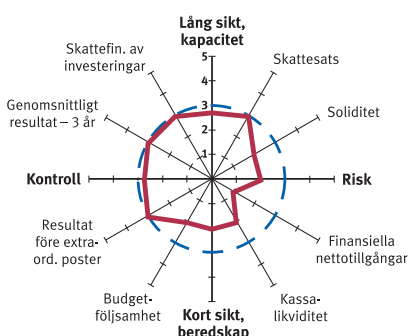 Lång sikt,
kapacitet
Skattefin. av
investeringar
Skattesats
5
4
3
2
1
Genomsnittligt
resultat – 3 år
Soliditet
Kontroll
Risk
Resultat
före extra-
ord. poster
Finansiella
nettotillgångar
Budget-
följsamhet
Kassa-
likviditet
Kort sikt,
beredskap